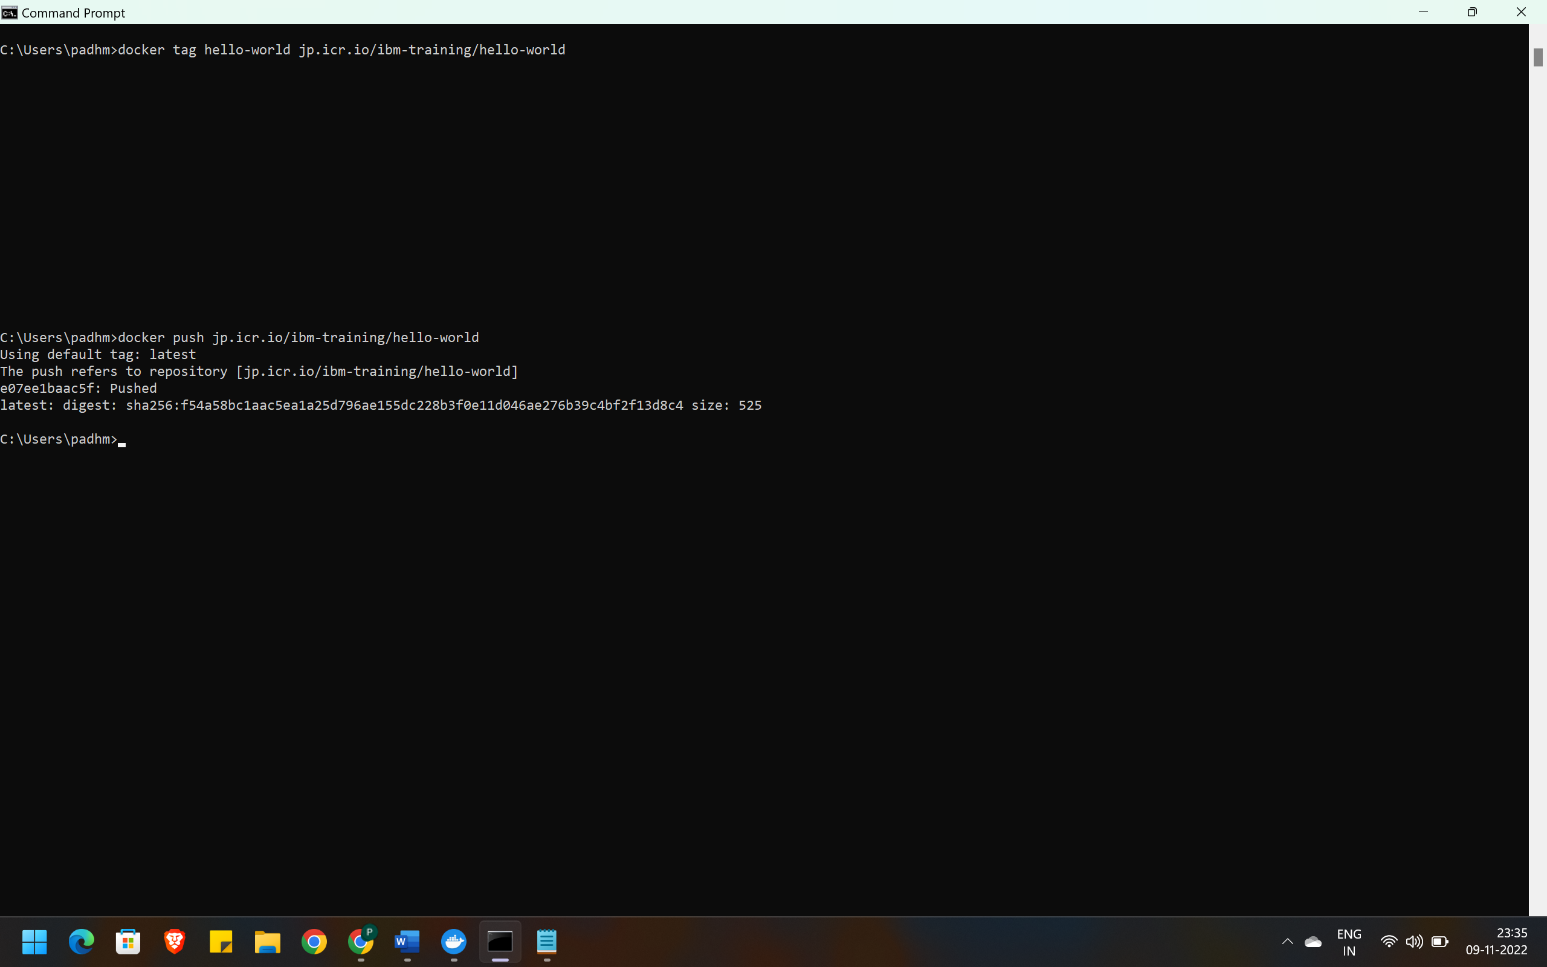 Command Prompt
C:\Users\padhm>docker tag hello-world jp.icr.io/ibm-training/hello-world
C:\Users\padhm>docker push jp.icr.io/ibm-training/hello-world
Using default tag: latest
The push refers to repository [jp.icr.io/ibm-training/hello-world]
e07ee1baac5f: Pushed
latest: digest: sha256:f54a58bc1aac5ea1a25d796ae155dc228b3f0e11d046ae276b39c4bf2f13d8c4 size: 525
C:\Users\padhm>
ENG
IN
23:35
09-11-2022